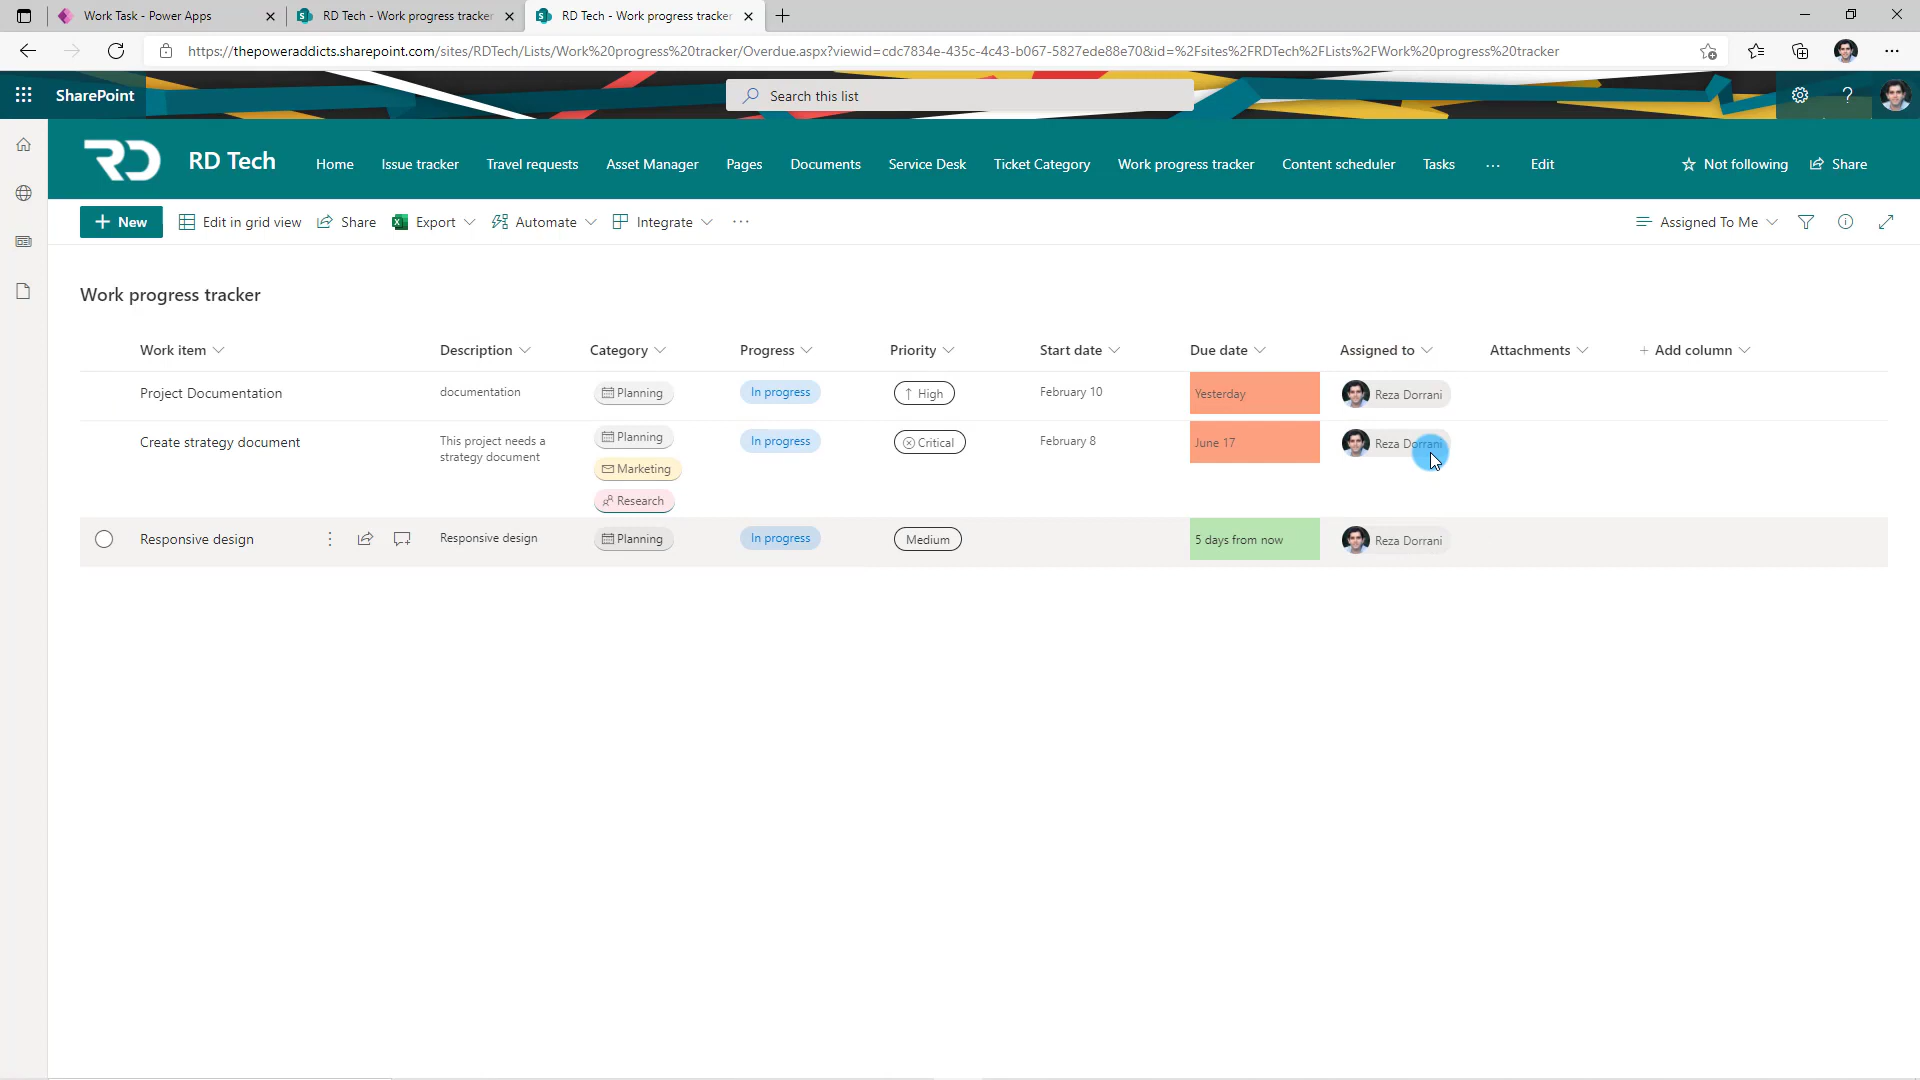 Work Task - Power Apps
RD Tech - Work progress tracker
RD Tech - Work progress tracker
https://thepoweraddicts.sharepoint.com/sites/RDTech/Lists/Work%20progress%20tracker/Overdue.aspx?viewid=cdc7834e-435c-4c43-b067-5827ede88e70&id=%2Fsites%2FRDTech%2FLists%2FWork%20progress%20tracker
SharePoint
Search this list
?
RD
RD Tech
Home
Issue tracker
Travel requests
Asset Manager
Pages
Documents
Service Desk
Ticket Category
Work progress tracker
Content scheduler
Tasks
...
Edit
Not following
Share
+ New
Edit in grid view
Share
Export
Automate
Integrate
...
Assigned To Me
Work progress tracker
Work item
Description
Category
Progress
Priority
Start date
Due date
Assigned to
Attachments
+ Add column
Project Documentation
documentation
Planning
In progress
↑ High
February 10
Yesterday
Reza Dorrani
Create strategy document
This project needs a
strategy document
Planning
Marketing
Research
In progress
Critical
February 8
June 17
Reza Dorrani
Responsive design
Responsive design
Planning
In progress
Medium
5 days from now
Reza Dorrani